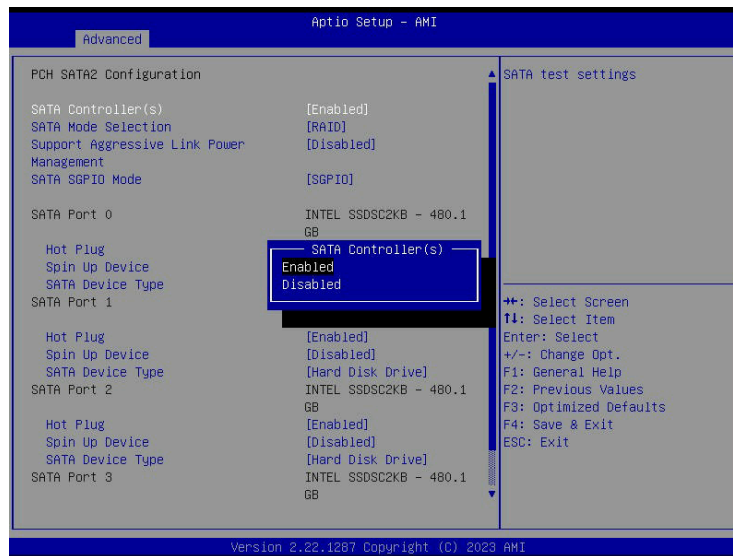 Aptio Setup – AMI
Advanced
PCH SATA2 Configuration
SATA test settings
SATA Controller(s) [Enabled]
SATA Mode Selection [RAID]
Support Aggressive Link Power [Disabled]
Management
SATA SGPIO Mode [SGPIO]
SATA Port 0 INTEL SSDSC2KB – 480.1
GB
Hot Plug
Spin Up Device
SATA Device Type
SATA Port 1
SATA Controller(s)
Enabled
Disabled
Hot Plug [Enabled]
Spin Up Device [Disabled]
SATA Device Type [Hard Disk Drive]
SATA Port 2 INTEL SSDSC2KB – 480.1
GB
Hot Plug [Enabled]
Spin Up Device [Disabled]
SATA Device Type [Hard Disk Drive]
SATA Port 3 INTEL SSDSC2KB – 480.1
GB
→←: Select Screen
↑↓: Select Item
Enter: Select
+/-: Change Opt.
F1: General Help
F2: Previous Values
F3: Optimized Defaults
F4: Save & Exit
ESC: Exit
Version 2.22.1287 Copyright (C) 2023 AMI